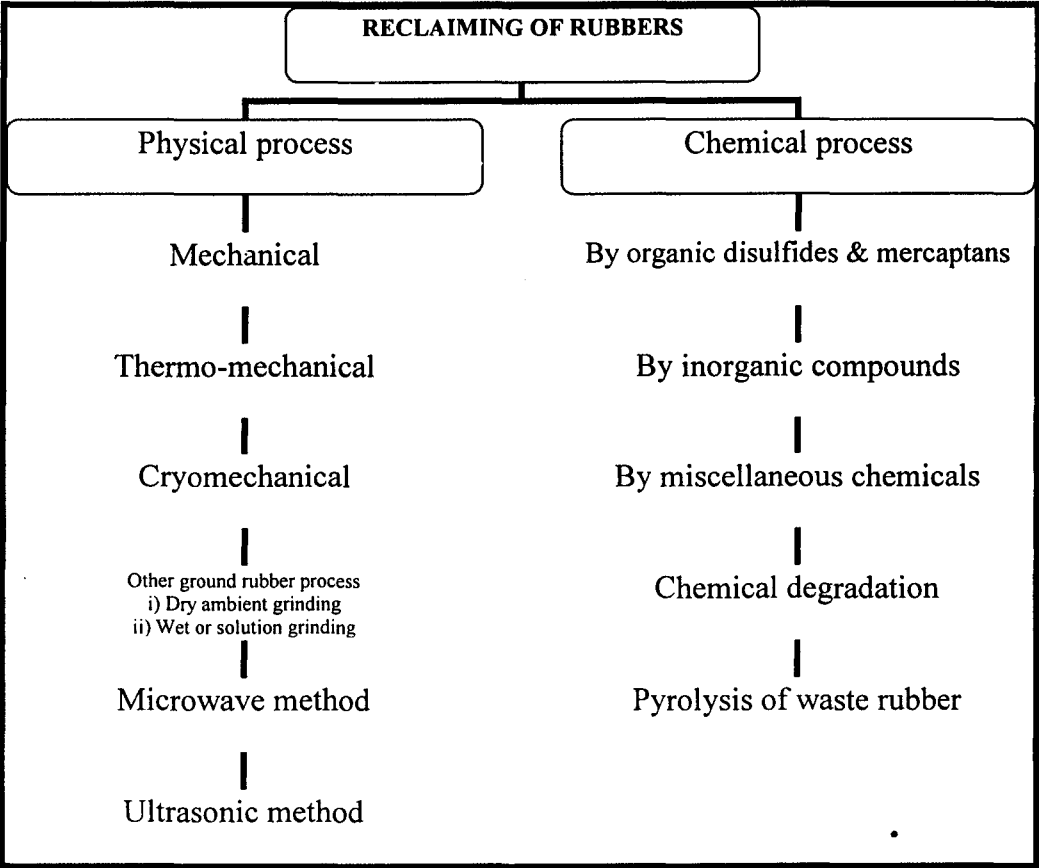 RECLAIMING OF RUBBERS
Physical process
Mechanical
Thermo-mechanical
Cryomechanical
Other ground rubber process
i) Dry ambient grinding
ii) Wet or solution grinding
Microwave method
Ultrasonic method
Chemical process
By organic disulfides & mercaptans
By inorganic compounds
By miscellaneous chemicals
Chemical degradation
Pyrolysis of waste rubber